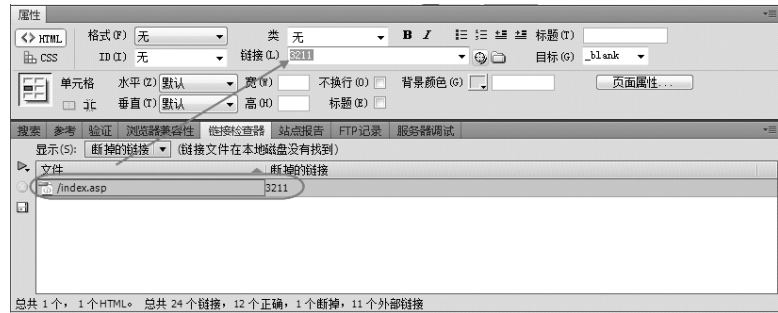 属性
<> HTML 格式(F) 无 类 无 B I 标题(T)
CSS ID(I) 无 链接(L) 3211 目标(G) _blank
单元格 水平(Z) 默认 宽(W) 不换行(O) 背景颜色(G) 页面属性...
垂直(T) 默认 高(H) 标题(E)
搜索 参考 验证 浏览器兼容性 链接检查器 站点报告 FTP记录 服务器调试
显示(S): 断掉的链接 (链接文件在本地磁盘没有找到)
文件 断掉的链接
/index.asp 3211
总共 1 个, 1 个HTML。 总共 24 个链接, 12 个正确, 1 个断掉, 11 个外部链接